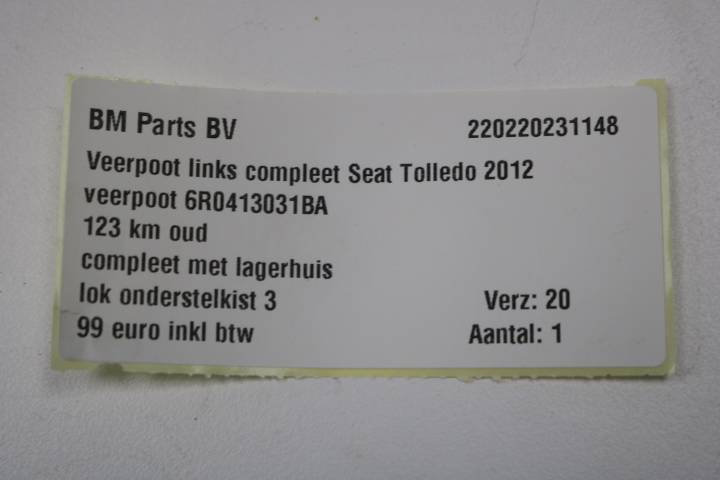 BM Parts BV 220220231148
Veerpoot links compleet Seat Tolledo 2012
veerpoot 6R0413031BA
123 km oud
compleet met lagerhuis
lok onderstelkist 3 Verz: 20
99 euro inkl btw Aantal: 1